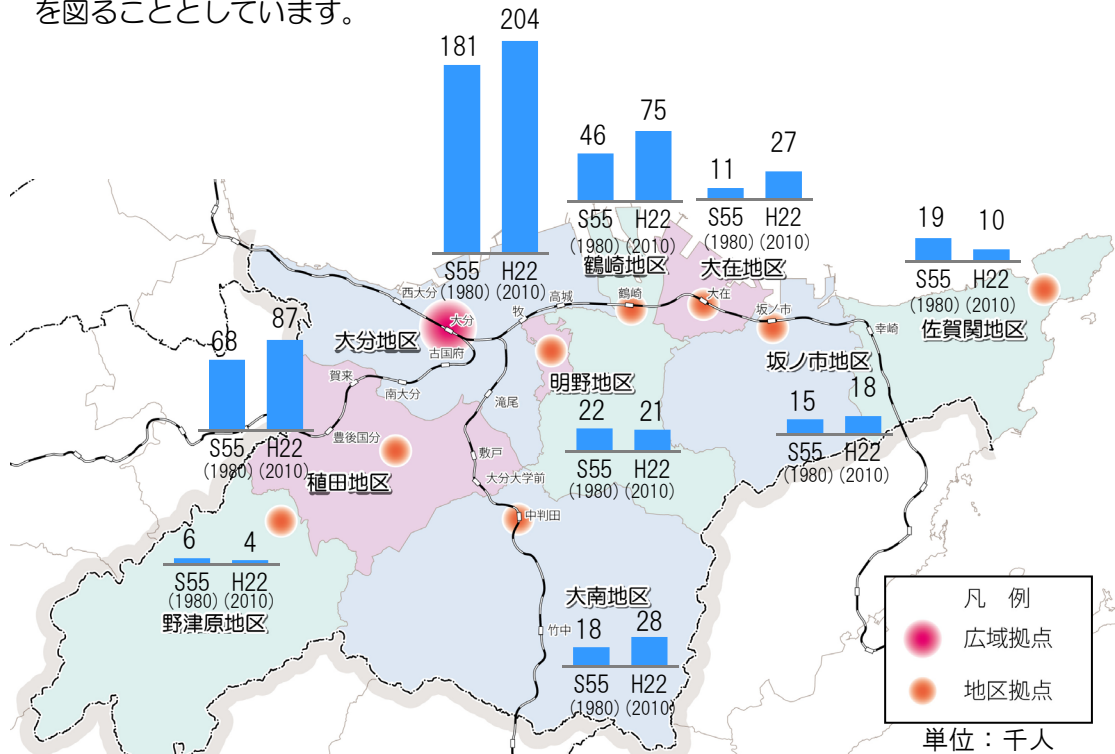 を図ることとしています。
181
204
S55
(1980)
H22
(2010)
大分地区
46
75
S55
(1980)
H22
(2010)
鶴崎地区
11
27
S55
(1980)
H22
(2010)
大在地区
19
10
S55
(1980)
H22
(2010)
佐賀関地区
西大分
大分
古国府
牧
高城
鶴崎
大在
坂ノ市
幸崎
68
87
S55
(1980)
H22
(2010)
稙田地区
賀来
南大分
豊後国分
滝尾
敷戸
大分大学前
中判田
竹中
明野地区
22
21
S55
(1980)
H22
(2010)
坂ノ市地区
15
18
S55
(1980)
H22
(2010)
6
4
S55
(1980)
H22
(2010)
野津原地区
大南地区
18
28
S55
(1980)
H22
(2010)
凡 例
広域拠点
地区拠点
単位：千人